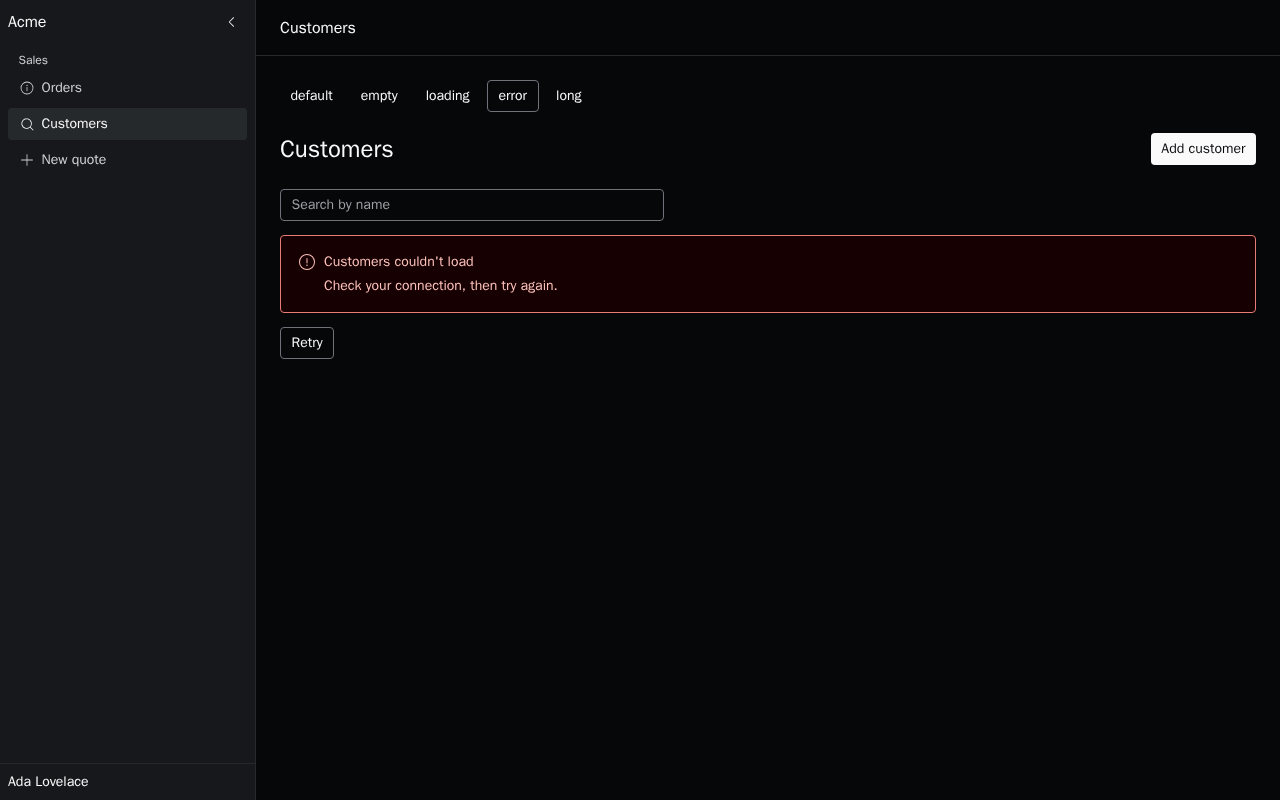 Acme
Sales
Orders
Customers
New quote
Ada Lovelace
Customers
default empty loading error long
Customers
Add customer
Search by name
Customers couldn't load
Check your connection, then try again.
Retry